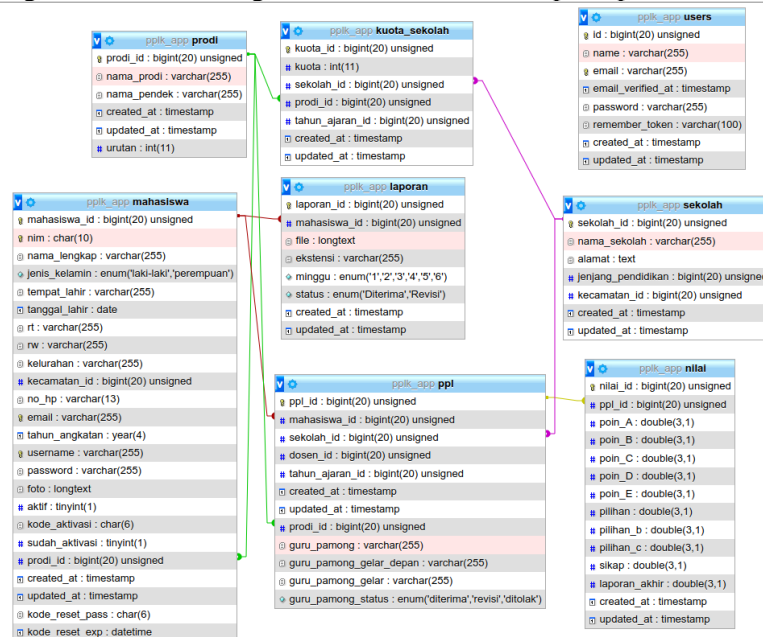 pplk_app prodi
prodi_id : bigint(20) unsigned
nama_prodi : varchar(255)
nama_pendek : varchar(255)
created_at : timestamp
updated_at : timestamp
urutan : int(11)
pplk_app kuota_sekolah
kuota_id : bigint(20) unsigned
kuota : int(11)
sekolah_id : bigint(20) unsigned
prodi_id : bigint(20) unsigned
tahun_ajaran_id : bigint(20) unsigned
created_at : timestamp
updated_at : timestamp
pplk_app users
id : bigint(20) unsigned
name : varchar(255)
email : varchar(255)
email_verified_at : timestamp
password : varchar(255)
remember_token : varchar(100)
created_at : timestamp
updated_at : timestamp
pplk_app mahasiswa
mahasiswa_id : bigint(20) unsigned
nim : char(10)
nama_lengkap : varchar(255)
jenis_kelamin : enum('laki-laki','perempuan')
tempat_lahir : varchar(255)
tanggal_lahir : date
rt : varchar(255)
rw : varchar(255)
kelurahan : varchar(255)
kecamatan_id : bigint(20) unsigned
no_hp : varchar(13)
email : varchar(255)
tahun_angkatan : year(4)
username : varchar(255)
password : varchar(255)
foto : longtext
aktif : tinyint(1)
kode_aktivasi : char(6)
sudah_aktivasi : tinyint(1)
prodi_id : bigint(20) unsigned
created_at : timestamp
updated_at : timestamp
kode_reset_pass : char(6)
kode_reset_exp : datetime
pplk_app laporan
laporan_id : bigint(20) unsigned
mahasiswa_id : bigint(20) unsigned
file : longtext
ekstensi : varchar(255)
minggu : enum('1','2','3','4','5','6')
status : enum('Diterima','Revisi')
created_at : timestamp
updated_at : timestamp
pplk_app sekolah
sekolah_id : bigint(20) unsigned
nama_sekolah : varchar(255)
alamat : text
jenjang_pendidikan : bigint(20) unsigned
kecamatan_id : bigint(20) unsigned
created_at : timestamp
updated_at : timestamp
pplk_app ppl
ppl_id : bigint(20) unsigned
mahasiswa_id : bigint(20) unsigned
sekolah_id : bigint(20) unsigned
dosen_id : bigint(20) unsigned
tahun_ajaran_id : bigint(20) unsigned
created_at : timestamp
updated_at : timestamp
prodi_id : bigint(20) unsigned
guru_pamong : varchar(255)
guru_pamong_gelar_depan : varchar(255)
guru_pamong_gelar : varchar(255)
guru_pamong_status : enum('diterima','revisi','ditolak')
pplk_app nilai
nilai_id : bigint(20) unsigned
ppl_id : bigint(20) unsigned
poin_A : double(3,1)
poin_B : double(3,1)
poin_C : double(3,1)
poin_D : double(3,1)
poin_E : double(3,1)
pilihan : double(3,1)
pilihan_b : double(3,1)
pilihan_c : double(3,1)
sikap : double(3,1)
laporan_akhir : double(3,1)
created_at : timestamp
updated_at : timestamp